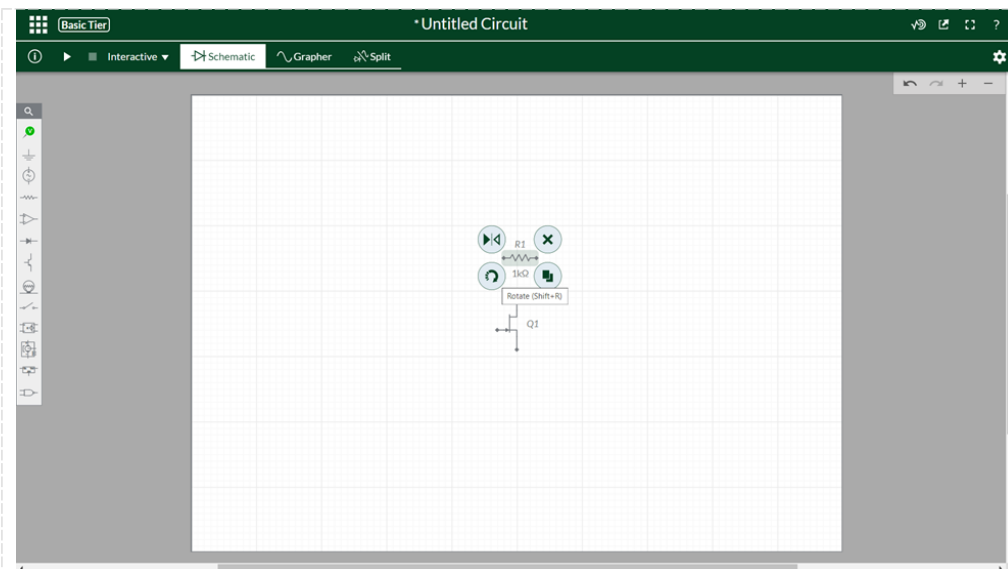 Basic Tier
*Untitled Circuit
?
Interactive
Schematic
Grapher
Split
R1
1kΩ
Rotate (Shift+R)
Q1